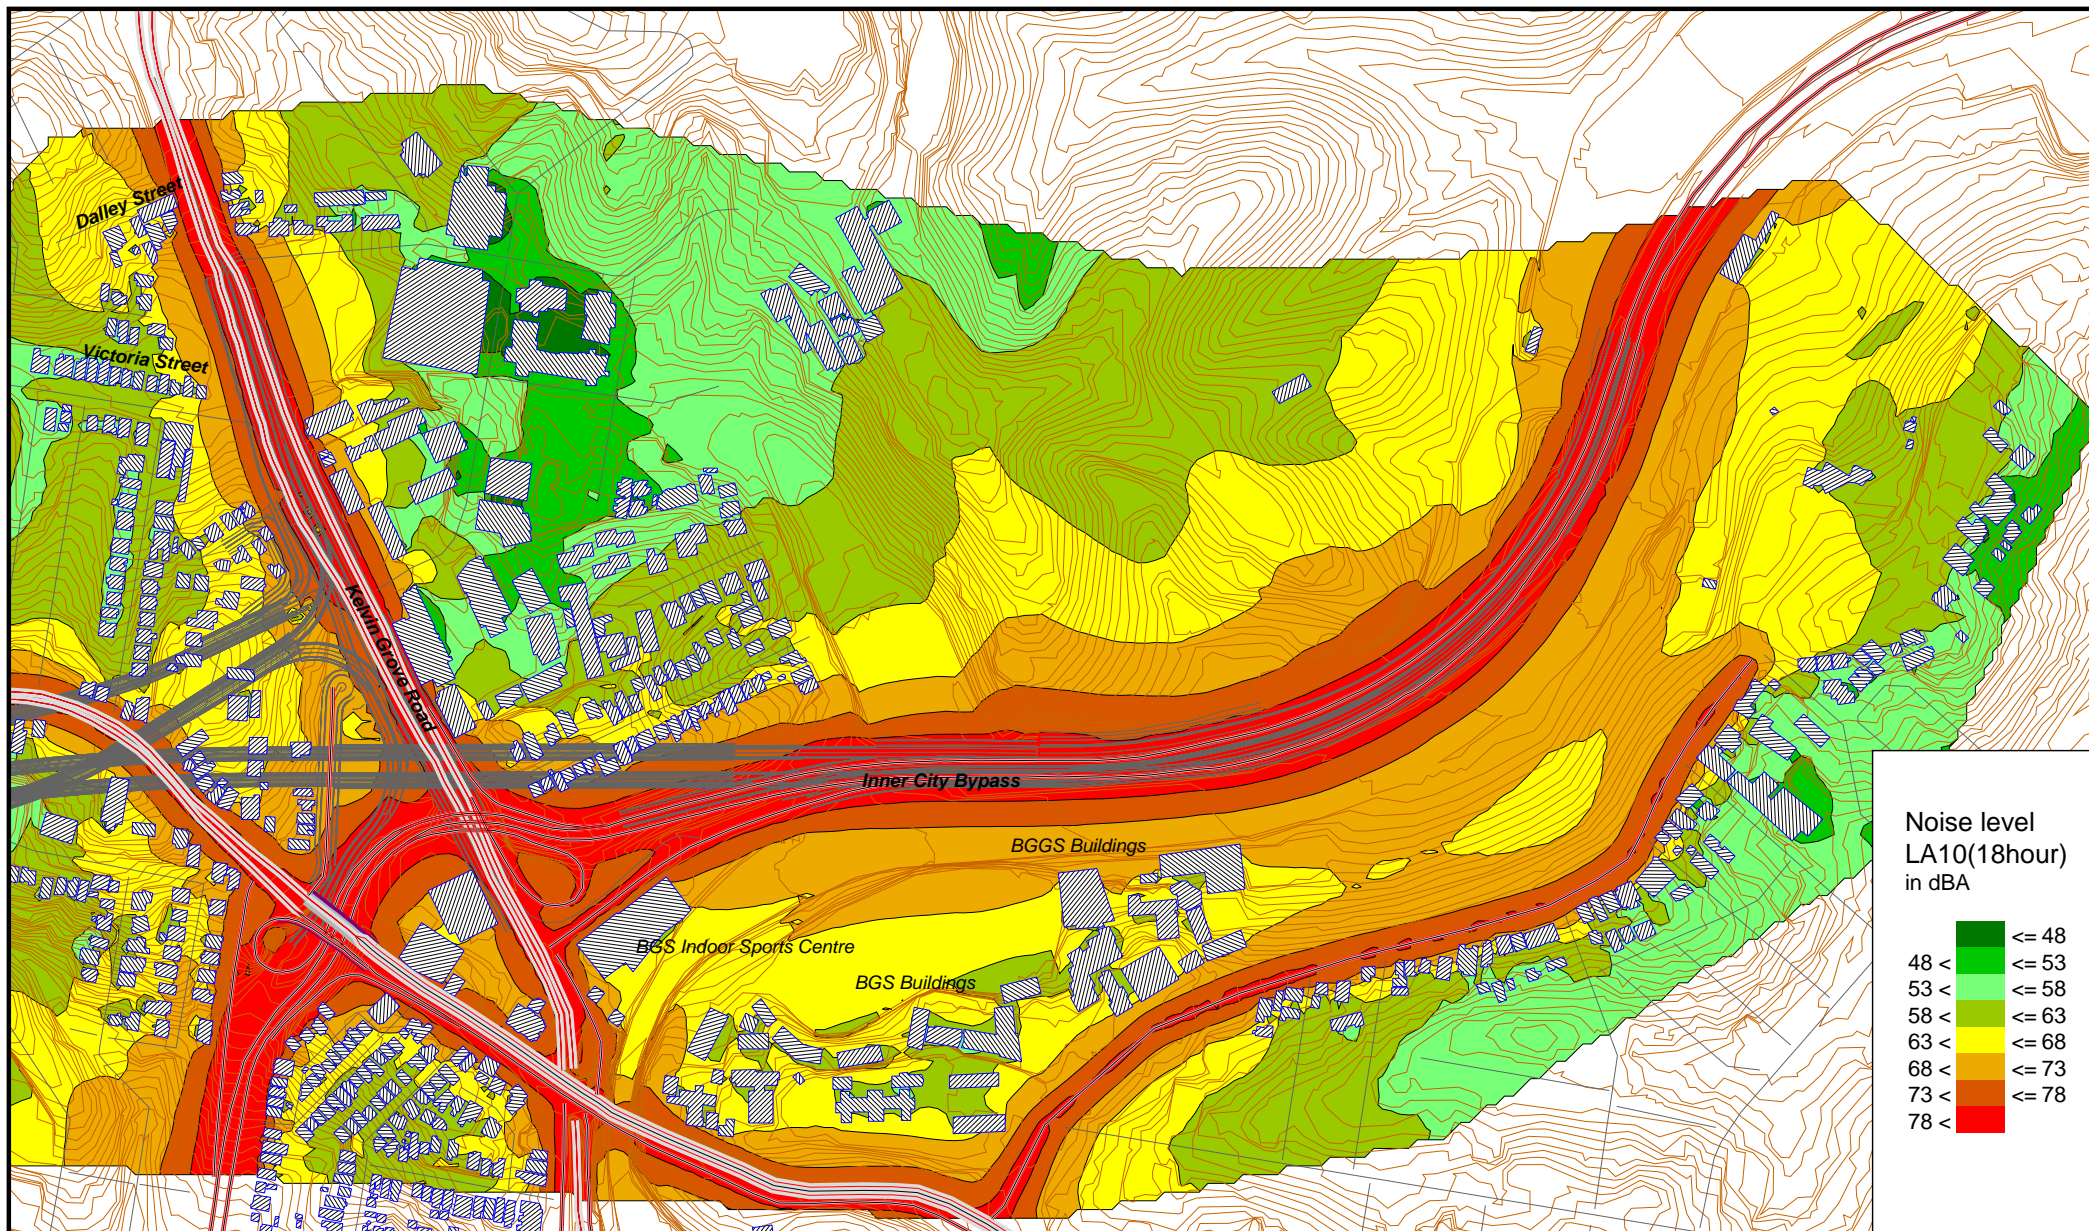 Dalley Street
Victoria Street
Kelvin Grove Road
Inner City Bypass
BGGS Buildings
BGS Indoor Sports Centre
BGS Buildings
Noise level
LA10(18hour)
in dBA
<= 48
48 < <= 53
53 < <= 58
58 < <= 63
63 < <= 68
68 < <= 73
73 < <= 78
78 <